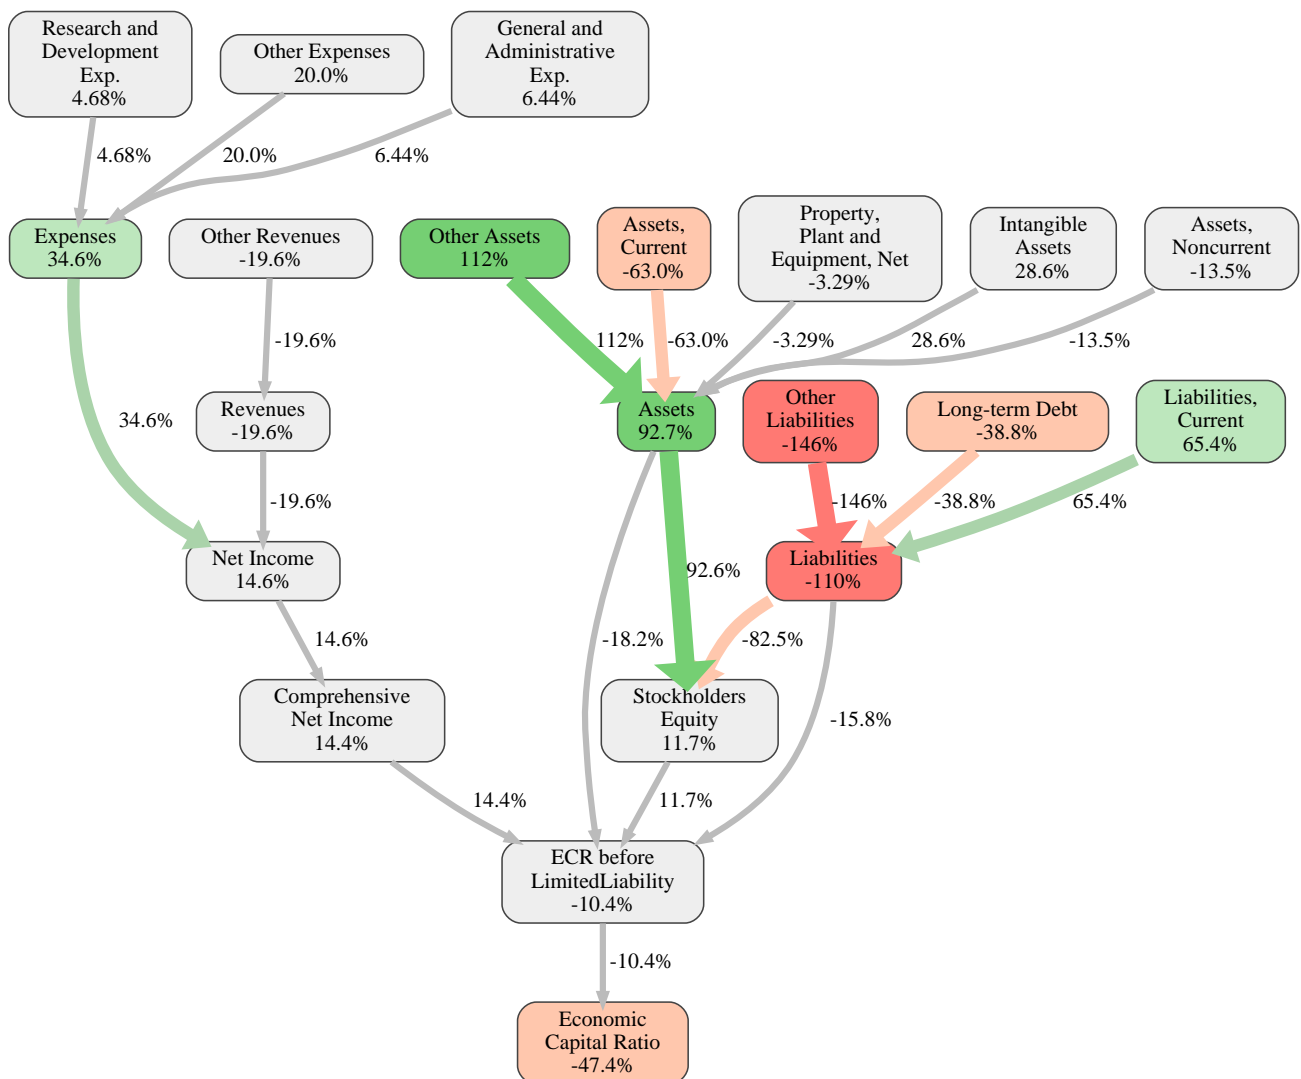 Research and
Development
Exp.
4.68%
Other Expenses
20.0%
General and
Administrative
Exp.
6.44%
4.68%
20.0%
6.44%
Expenses
34.6%
Other Revenues
-19.6%
Other Assets
112%
Assets,
Current
-63.0%
Property,
Plant and
Equipment, Net
-3.29%
Intangible
Assets
28.6%
Assets,
Noncurrent
-13.5%
-19.6%
112%
-63.0%
-3.29%
28.6%
-13.5%
34.6%
Revenues
-19.6%
Assets
92.7%
Other
Liabilities
-146%
Long-term Debt
-38.8%
Liabilities,
Current
65.4%
-19.6%
-146%
-38.8%
65.4%
Net Income
14.6%
92.6%
Liabilities
-110%
14.6%
-18.2%
-82.5%
Comprehensive
Net Income
14.4%
Stockholders
Equity
11.7%
-15.8%
14.4%
11.7%
ECR before
LimitedLiability
-10.4%
-10.4%
Economic
Capital Ratio
-47.4%